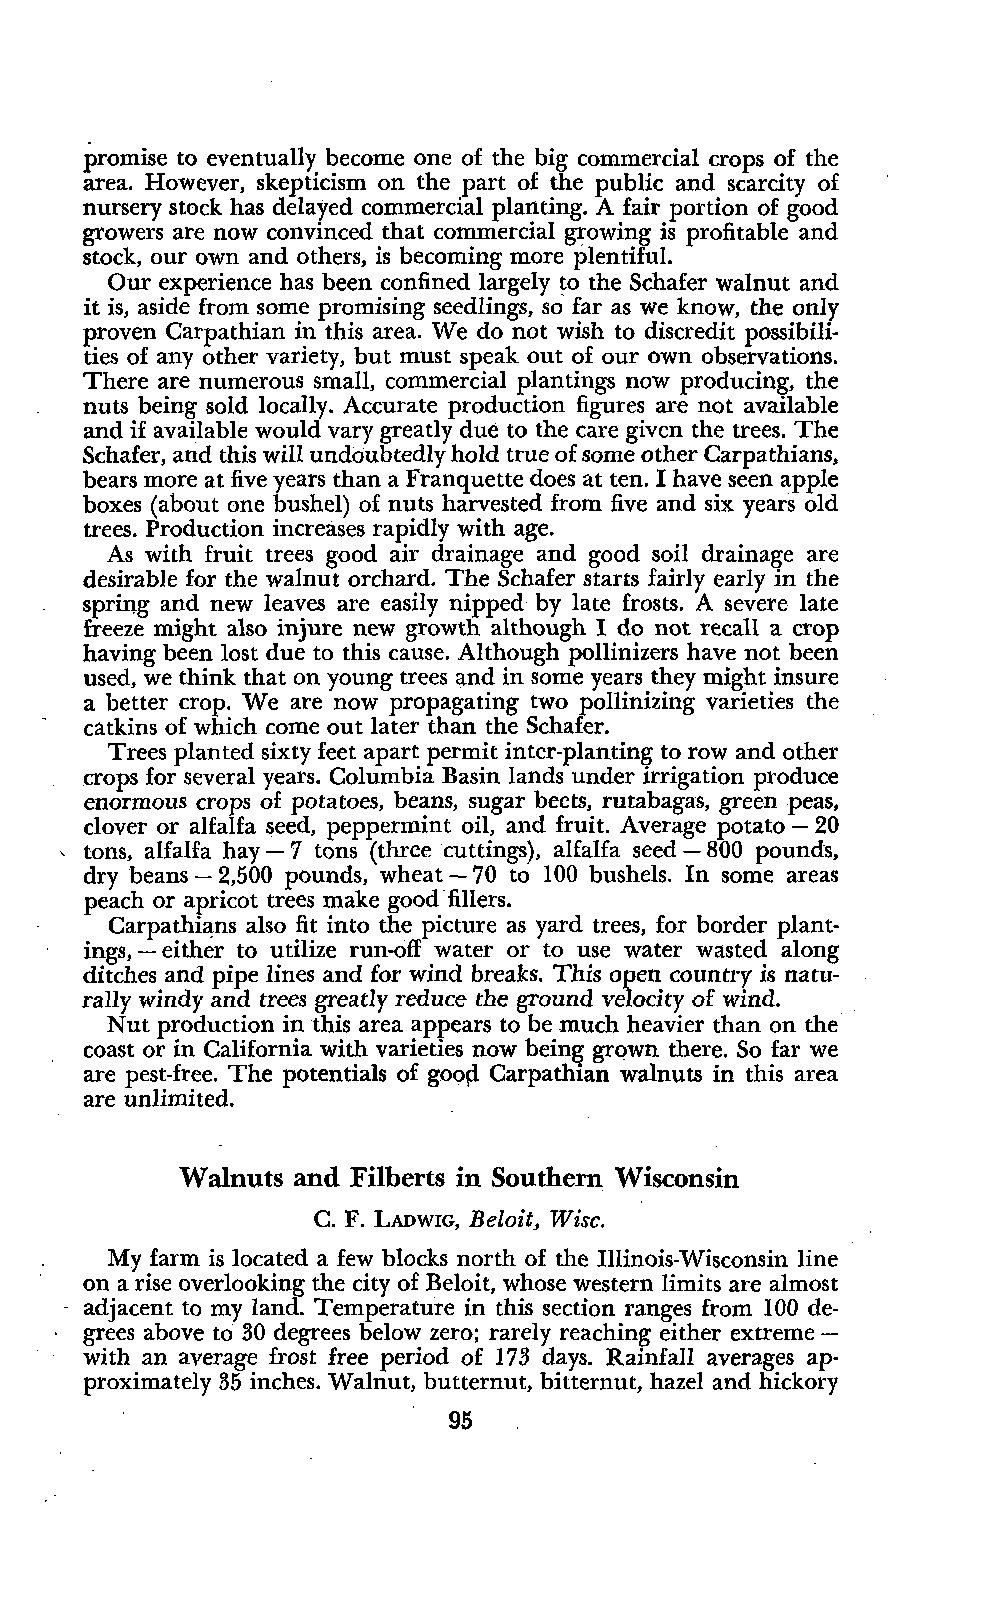 promise to eventually become one of the big commercial crops of the
area. However, skepticism on the part of the public and scarcity of
nursery stock has delayed commercial planting. A fair portion of good
growers are now convinced that commercial growing is profitable and
stock, our own and others, is becoming more plentiful.
Our experience has been confined largely to the Schafer walnut and
it is, aside from some promising seedlings, so far as we know, the only
proven Carpathian in this area. We do not wish to discredit possibili-
ties of any other variety, but must speak out of our own observations.
There are numerous small, commercial plantings now producing, the
nuts being sold locally. Accurate production figures are not available
and if available would vary greatly due to the care given the trees. The
Schafer, and this will undoubtedly hold true of some other Carpathians,
bears more at five years than a Franquette does at ten. I have seen apple
boxes (about one bushel) of nuts harvested from five and six years old
trees. Production increases rapidly with age.
As with fruit trees good air drainage and good soil drainage are
desirable for the walnut orchard. The Schafer starts fairly early in the
spring and new leaves are easily nipped by late frosts. A severe late
freeze might also injure new growth although I do not recall a crop
having been lost due to this cause. Although pollinizers have not been
used, we think that on young trees and in some years they might insure
a better crop. We are now propagating two pollinizing varieties the
catkins of which come out later than the Schafer.
Trees planted sixty feet apart permit inter-planting to row and other
crops for several years. Columbia Basin lands under irrigation produce
enormous crops of potatoes, beans, sugar beets, rutabagas, green peas,
clover or alfalfa seed, peppermint oil, and fruit. Average potato — 20
tons, alfalfa hay — 7 tons (three cuttings), alfalfa seed — 800 pounds,
dry beans — 2,500 pounds, wheat — 70 to 100 bushels. In some areas
peach or apricot trees make good fillers.
Carpathians also fit into the picture as yard trees, for border plant-
ings, — either to utilize run-off water or to use water wasted along
ditches and pipe lines and for wind breaks. This open country is natu-
rally windy and trees greatly reduce the ground velocity of wind.
Nut production in this area appears to be much heavier than on the
coast or in California with varieties now being grown there. So far we
are pest-free. The potentials of good Carpathian walnuts in this area
are unlimited.
Walnuts and Filberts in Southern Wisconsin
C. F. LADWIG, Beloit, Wisc.
My farm is located a few blocks north of the Illinois-Wisconsin line
on a rise overlooking the city of Beloit, whose western limits are almost
adjacent to my land. Temperature in this section ranges from 100 de-
grees above to 30 degrees below zero; rarely reaching either extreme —
with an average frost free period of 173 days. Rainfall averages ap-
proximately 35 inches. Walnut, butternut, bitternut, hazel and hickory
95